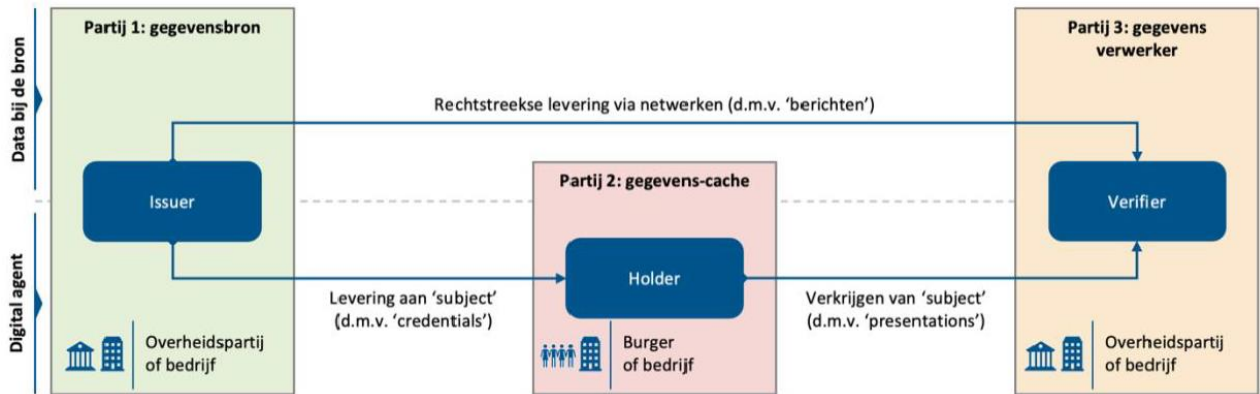 Data bij de bron
Digital agent
Partij 1: gegevensbron
Issuer
Overheidspartij
of bedrijf
Rechtstreekse levering via netwerken (d.m.v. ‘berichten’)
Levering aan ‘subject’
(d.m.v. ‘credentials’)
Partij 2: gegevens-cache
Holder
Burger
of bedrijf
Verkrijgen van ‘subject’
(d.m.v. ‘presentations’)
Partij 3: gegevens
verwerker
Verifier
Overheidspartij
of bedrijf